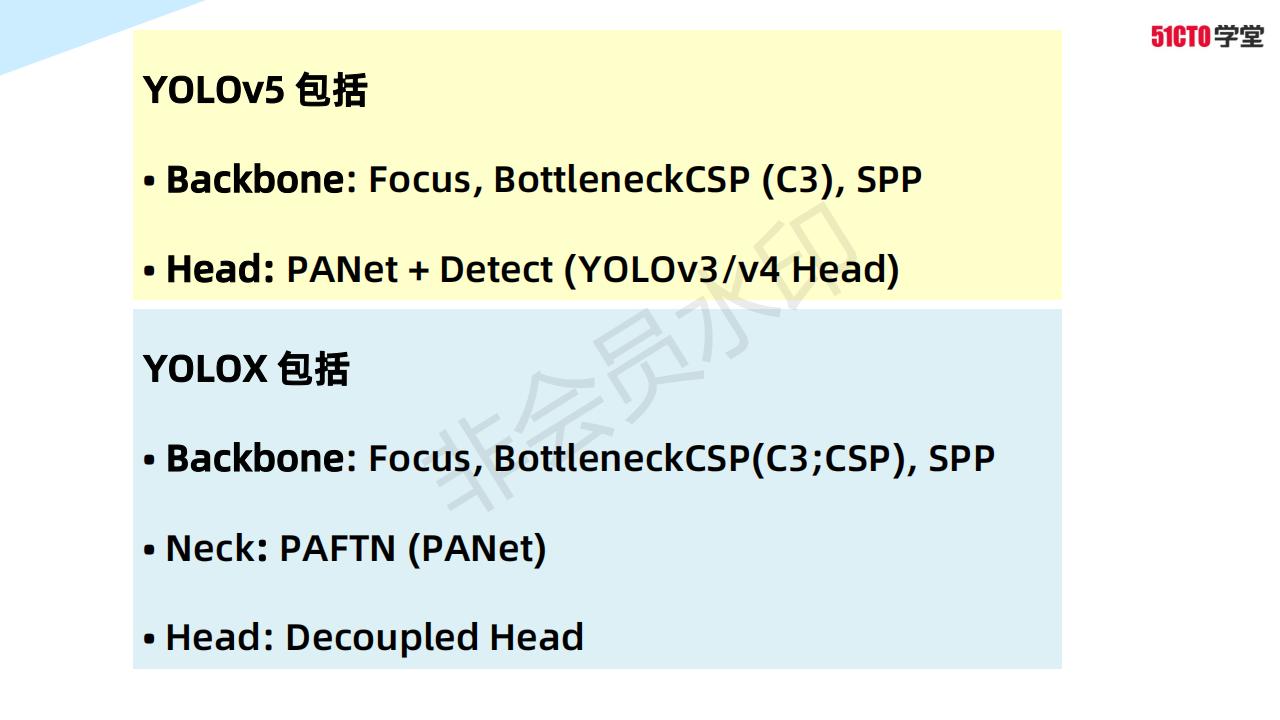 51CTO学堂
YOLOv5 包括
• Backbone: Focus, BottleneckCSP (C3), SPP
• Head: PANet + Detect (YOLOv3/v4 Head)
YOLOX 包括
• Backbone: Focus, BottleneckCSP(C3;CSP), SPP
• Neck: PAFTN (PANet)
• Head: Decoupled Head
非会员水印